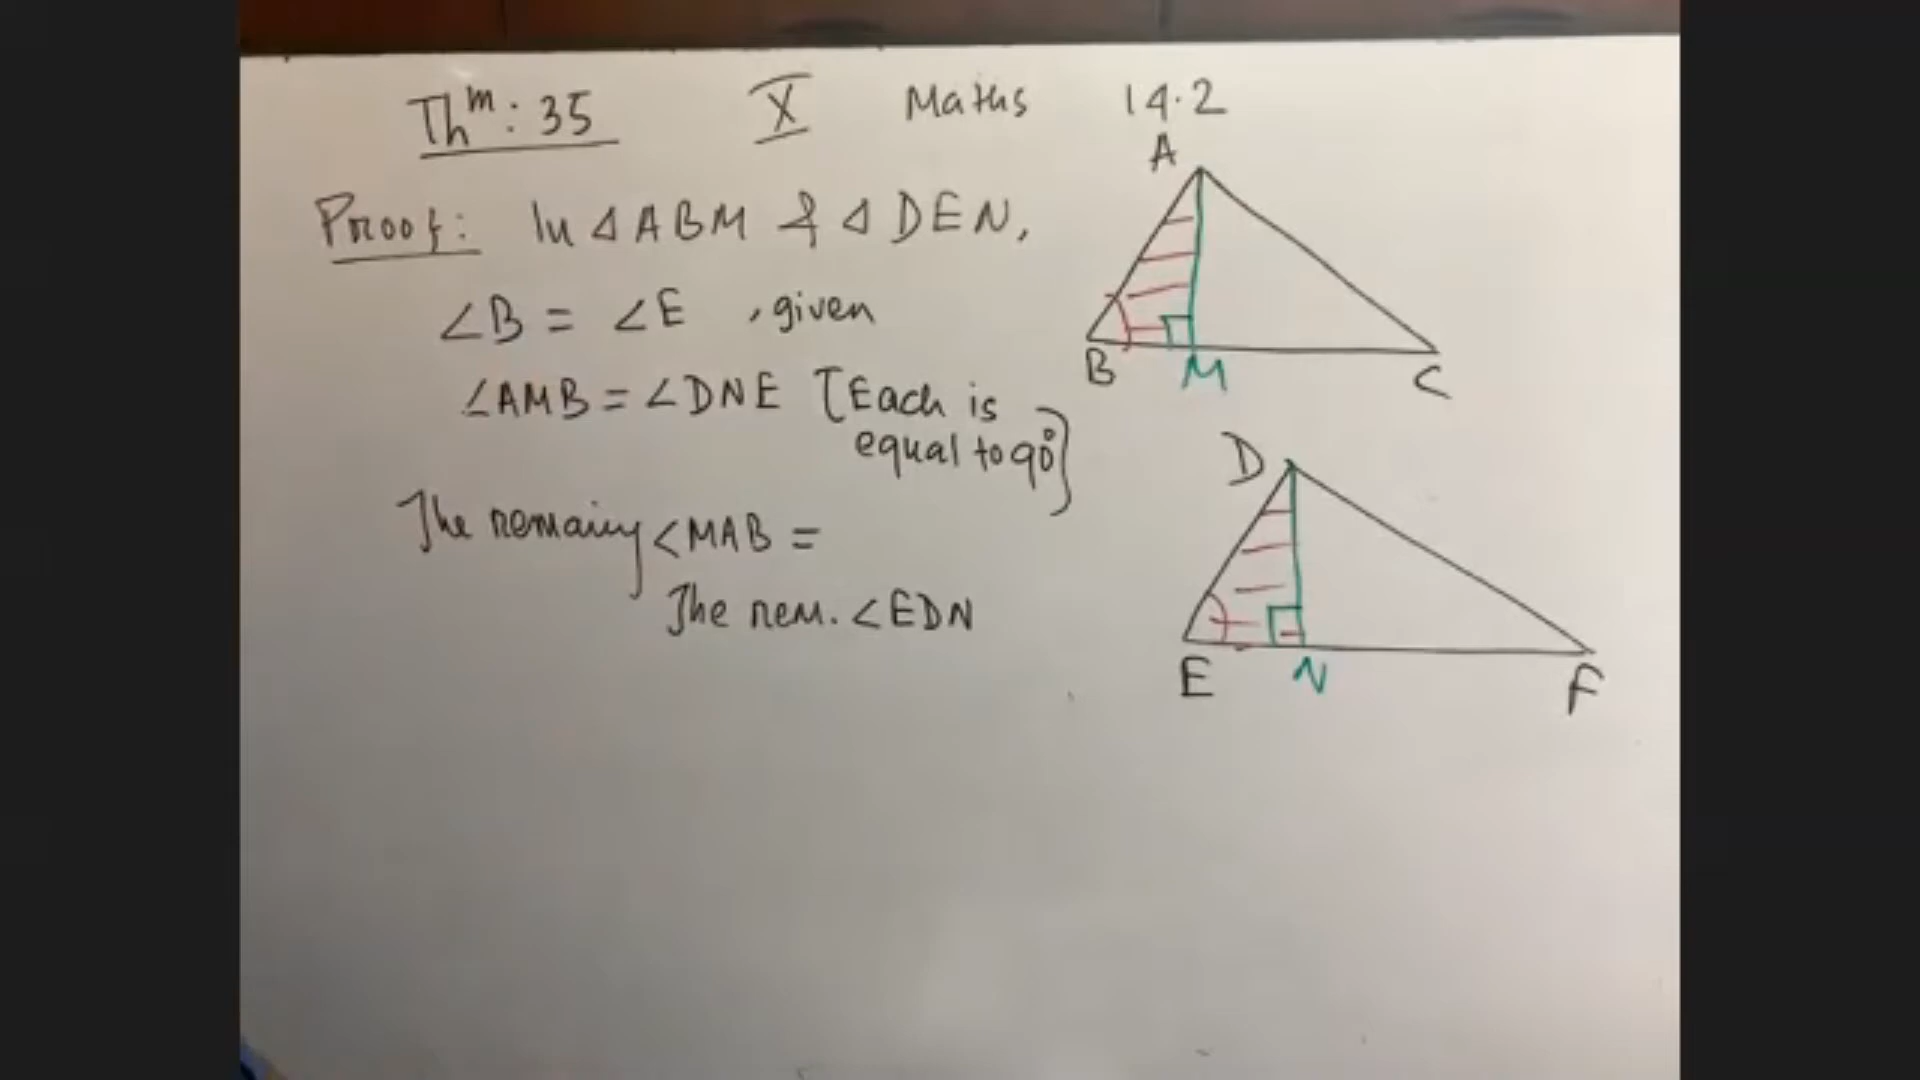 Thᵐ: 35 X Maths 14.2
Proof: In △ABM & △DEN,
∠B = ∠E , given
∠AMB = ∠DNE [Each is
equal to 90°]
The remaining ∠MAB =
The rem. ∠EDN
A
B M C
D
E N F